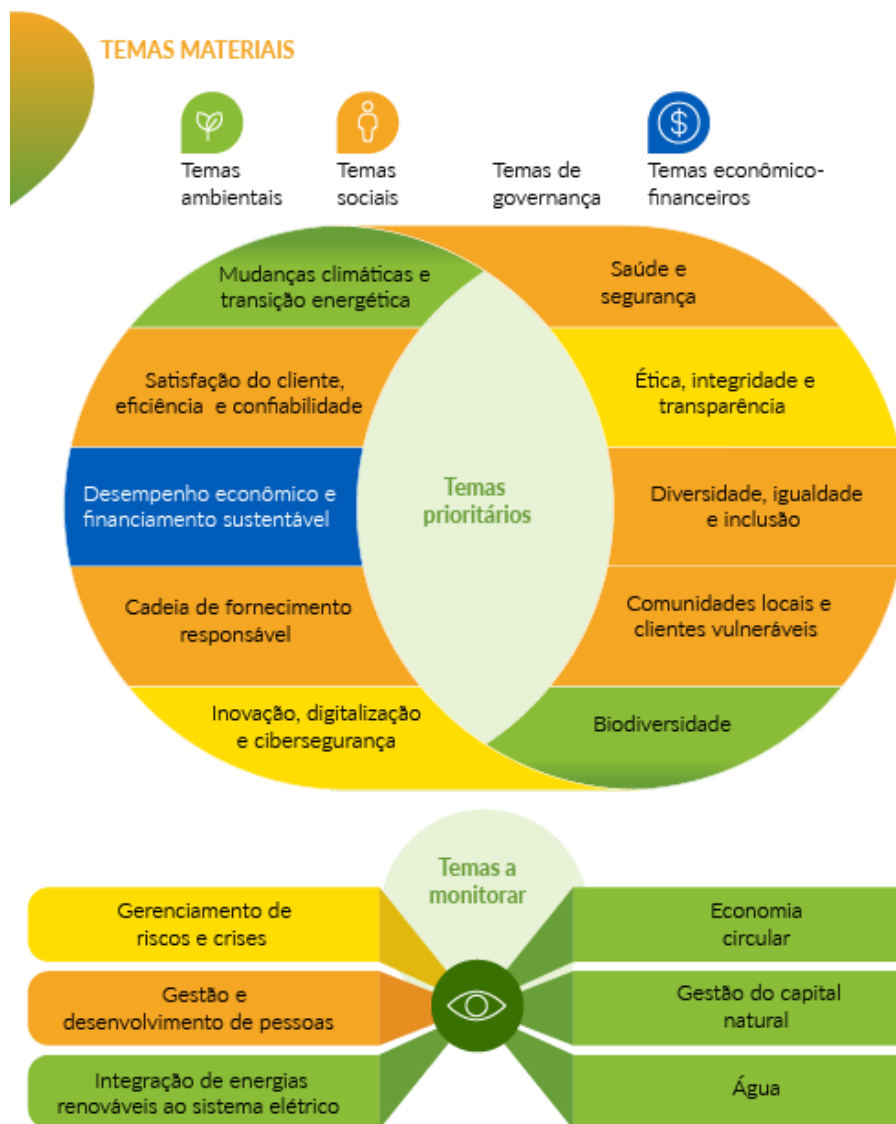 TEMAS MATERIAIS
Temas
ambientais
Temas
sociais
Temas de
governança
Temas econômico-
financeiros
Mudanças climáticas e
transição energética
Satisfação do cliente,
eficiência e confiabilidade
Desempenho econômico e
financiamento sustentável
Cadeia de fornecimento
responsável
Inovação, digitalização
e cibersegurança
Temas
prioritários
Saúde e
segurança
Ética, integridade e
transparência
Diversidade, igualdade
e inclusão
Comunidades locais e
clientes vulneráveis
Biodiversidade
Temas a
monitorar
Gerenciamento de
riscos e crises
Gestão e
desenvolvimento de pessoas
Integração de energias
renováveis ao sistema elétrico
Economia
circular
Gestão do capital
natural
Água